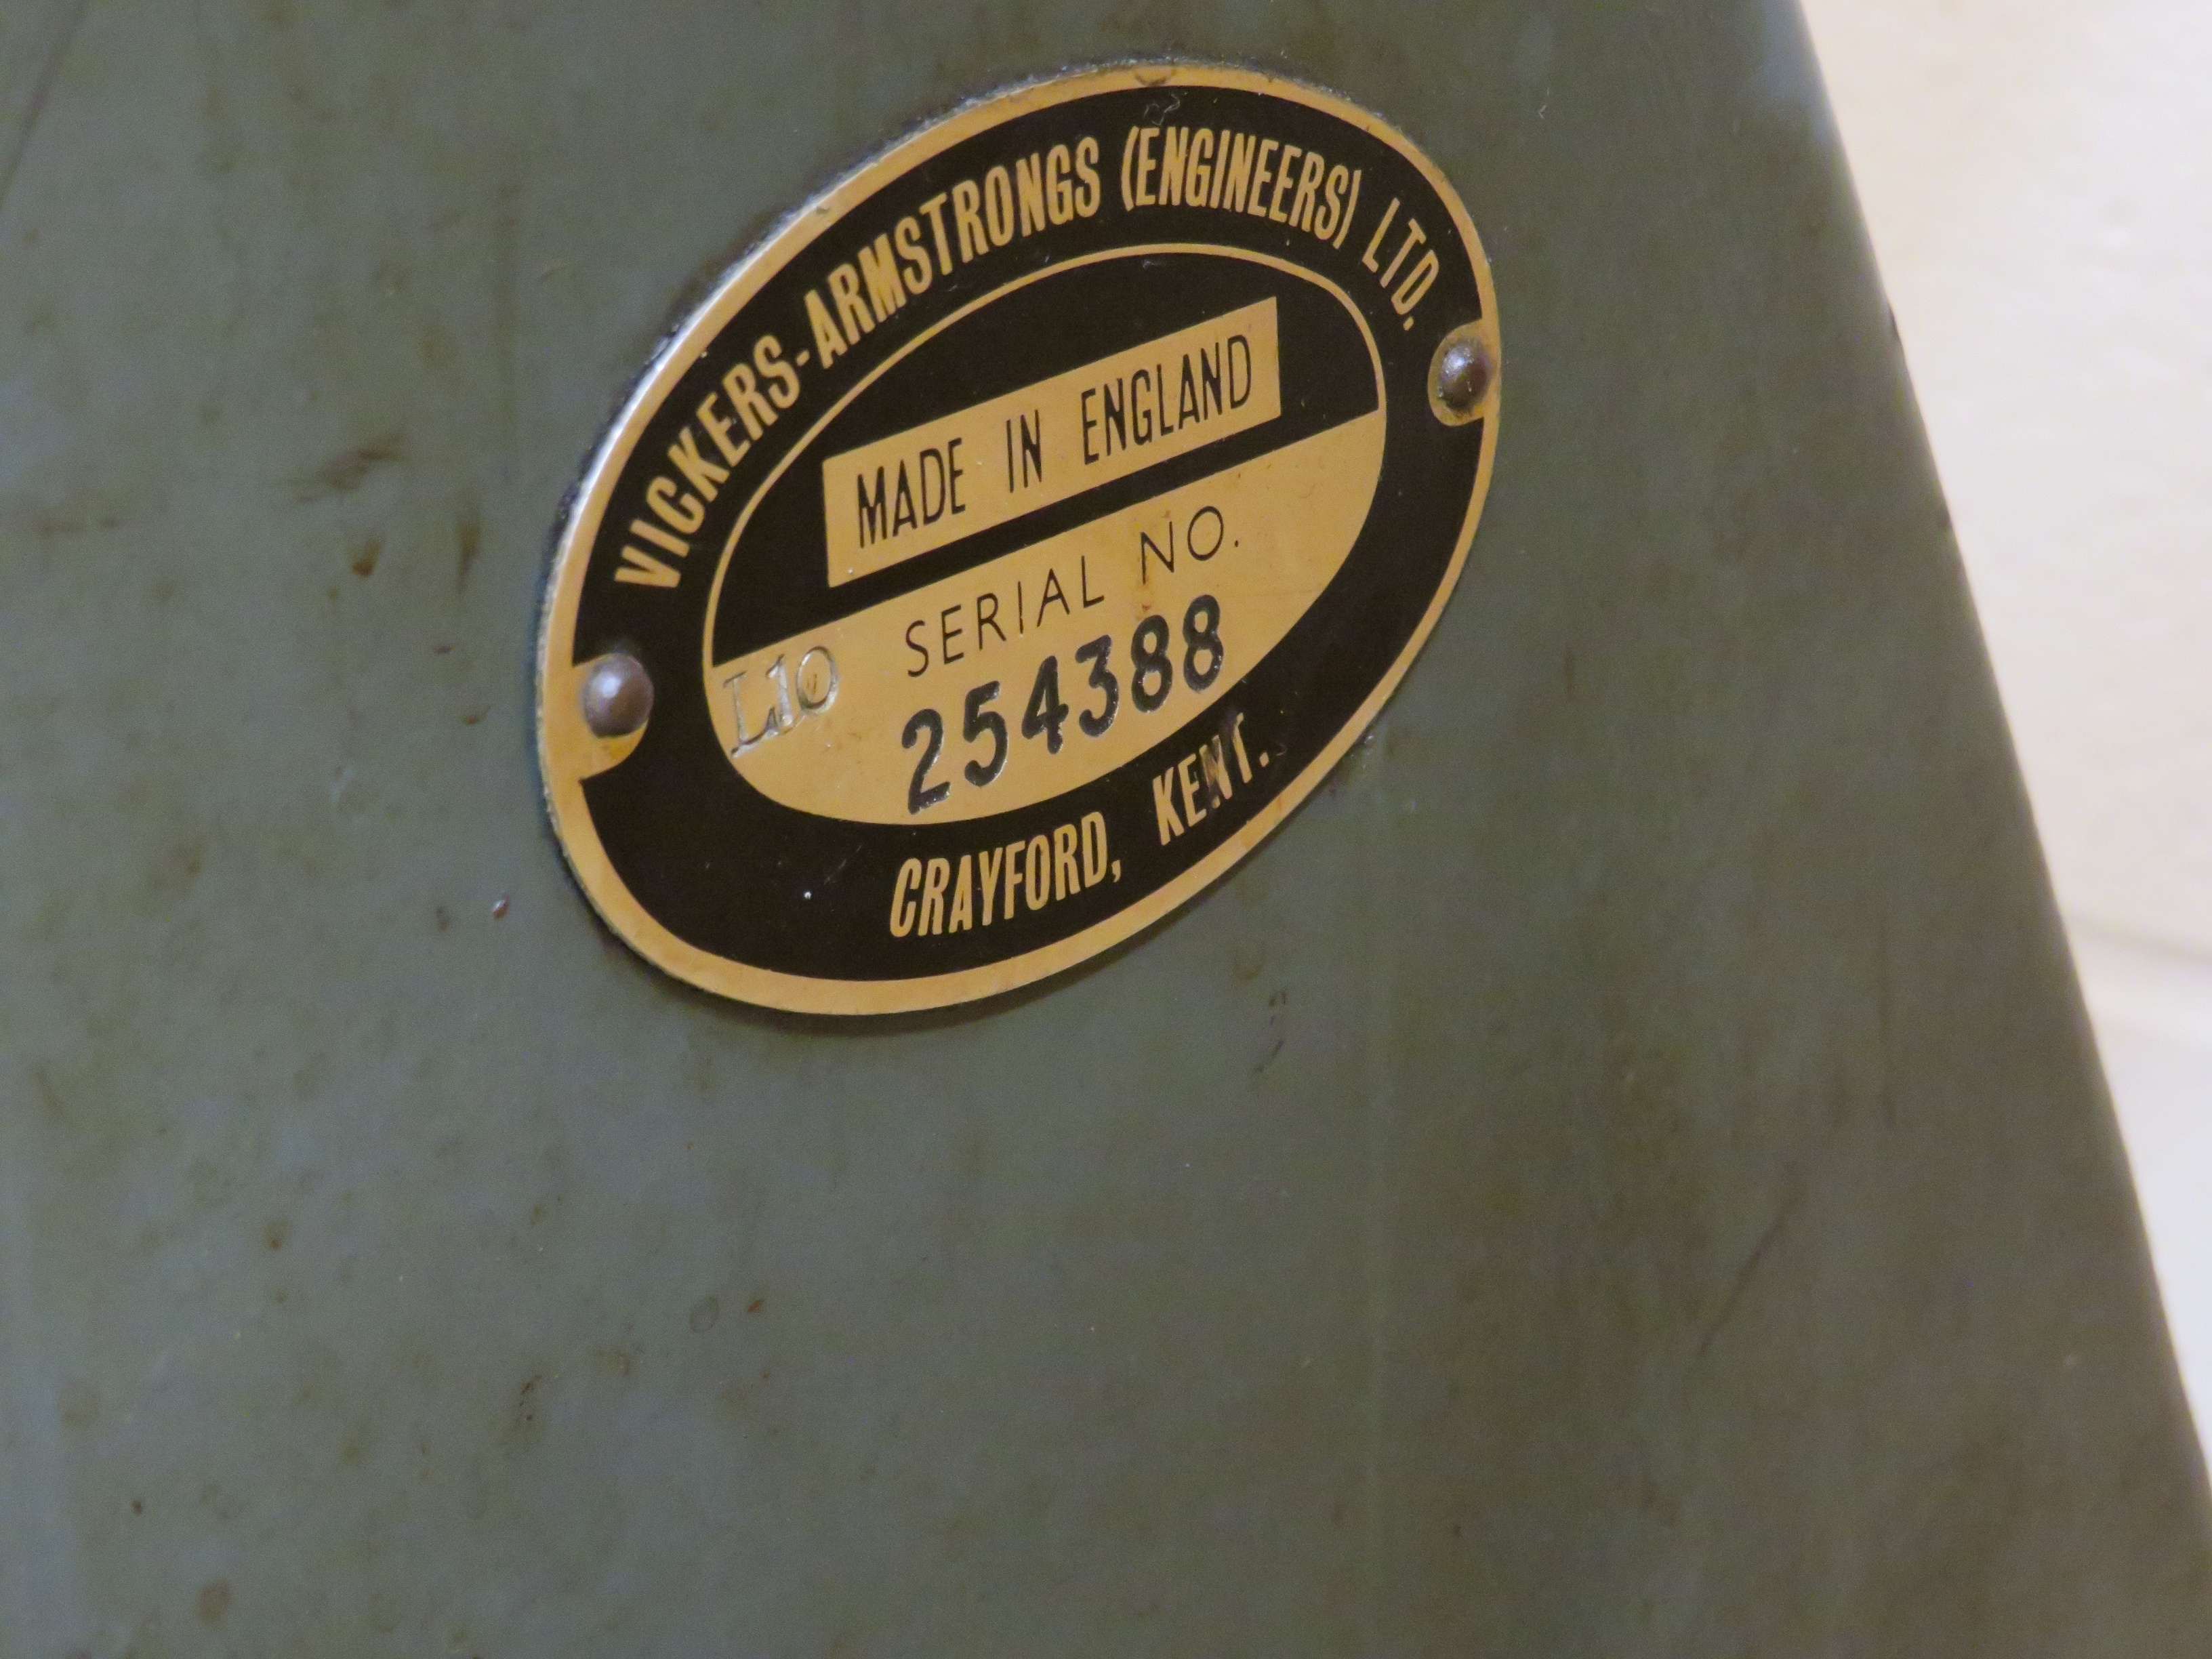 VICKERS-ARMSTRONGS (ENGINEERS) LTD.
MADE IN ENGLAND
SERIAL NO.
L10 254388
CRAYFORD, KENT.